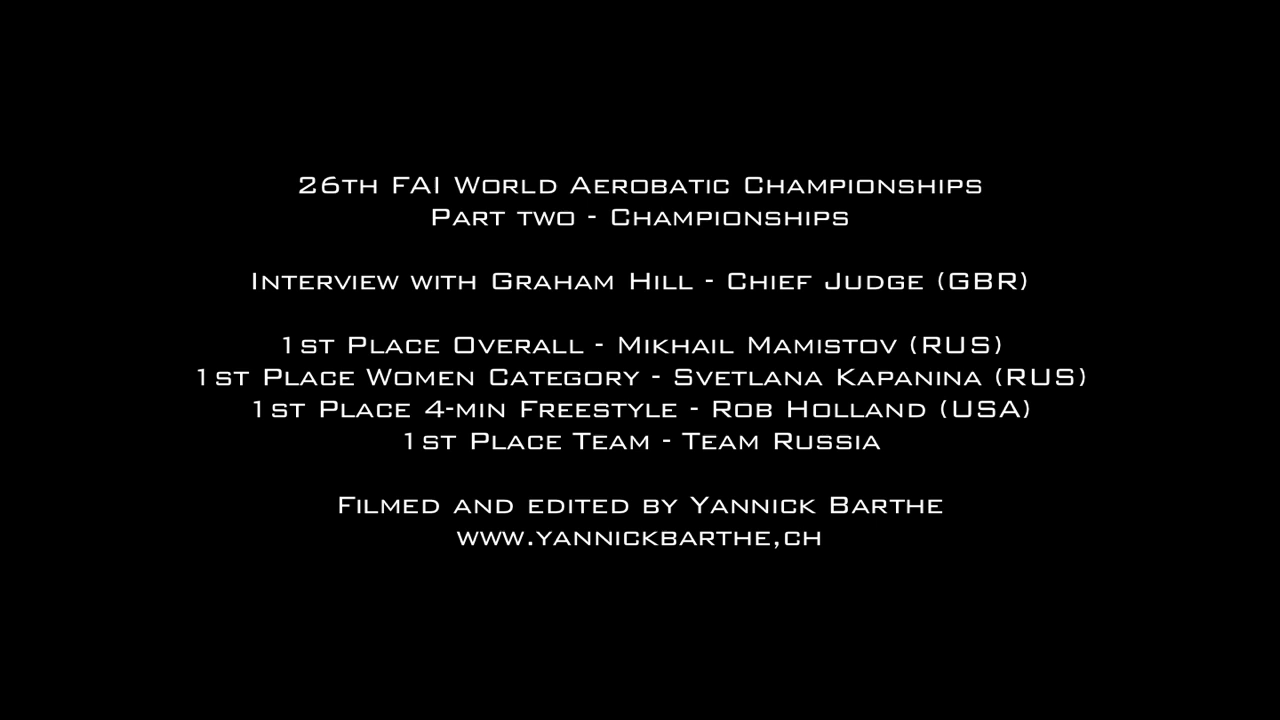 26th FAI World Aerobatic Championships
Part two - Championships
Interview with Graham Hill - Chief Judge (GBR)
1st Place Overall - Mikhail Mamistov (RUS)
1st Place Women Category - Svetlana Kapanina (RUS)
1st Place 4-min Freestyle - Rob Holland (USA)
1st Place Team - Team Russia
Filmed and edited by Yannick Barthe
www.yannickbarthe,ch